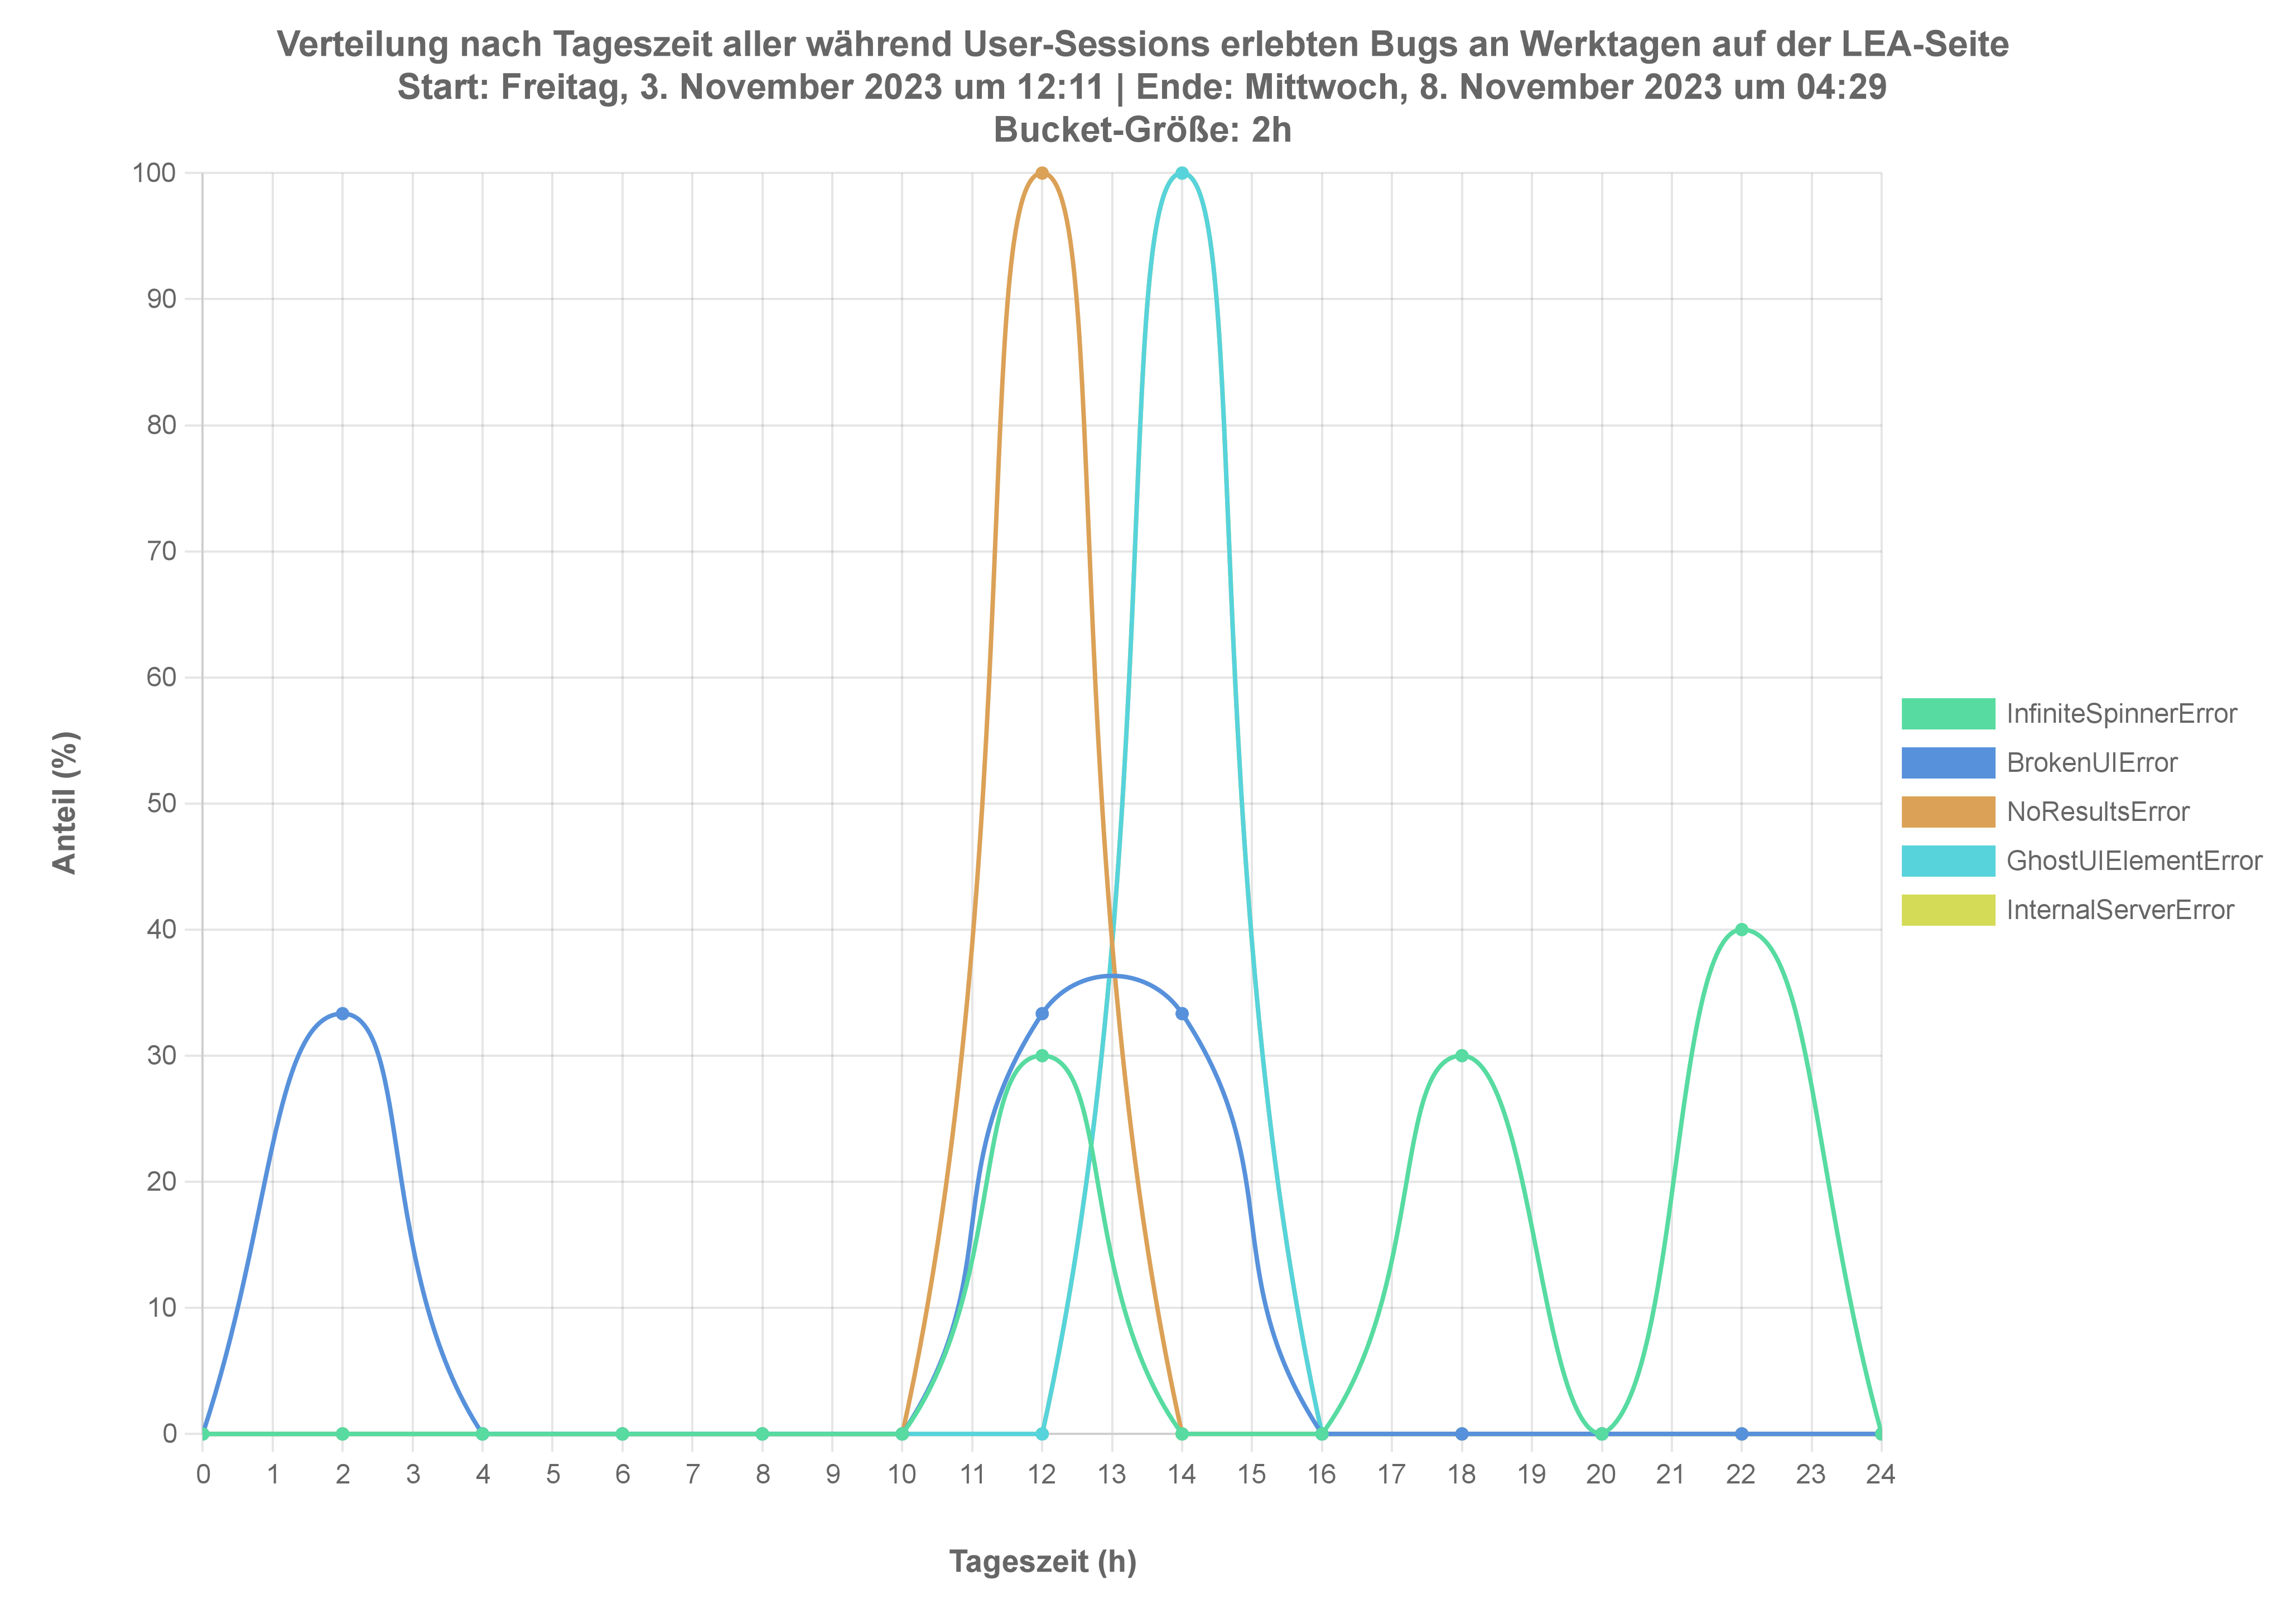 Verteilung nach Tageszeit aller während User-Sessions erlebten Bugs an Werktagen auf der LEA-Seite
Start: Freitag, 3. November 2023 um 12:11 | Ende: Mittwoch, 8. November 2023 um 04:29
Bucket-Größe: 2h
100
90
80
70
60
50
40
30
20
10
0
Anteil (%)
0 1 2 3 4 5 6 7 8 9 10 11 12 13 14 15 16 17 18 19 20 21 22 23 24
Tageszeit (h)
InfiniteSpinnerError
BrokenUIError
NoResultsError
GhostUIElementError
InternalServerError